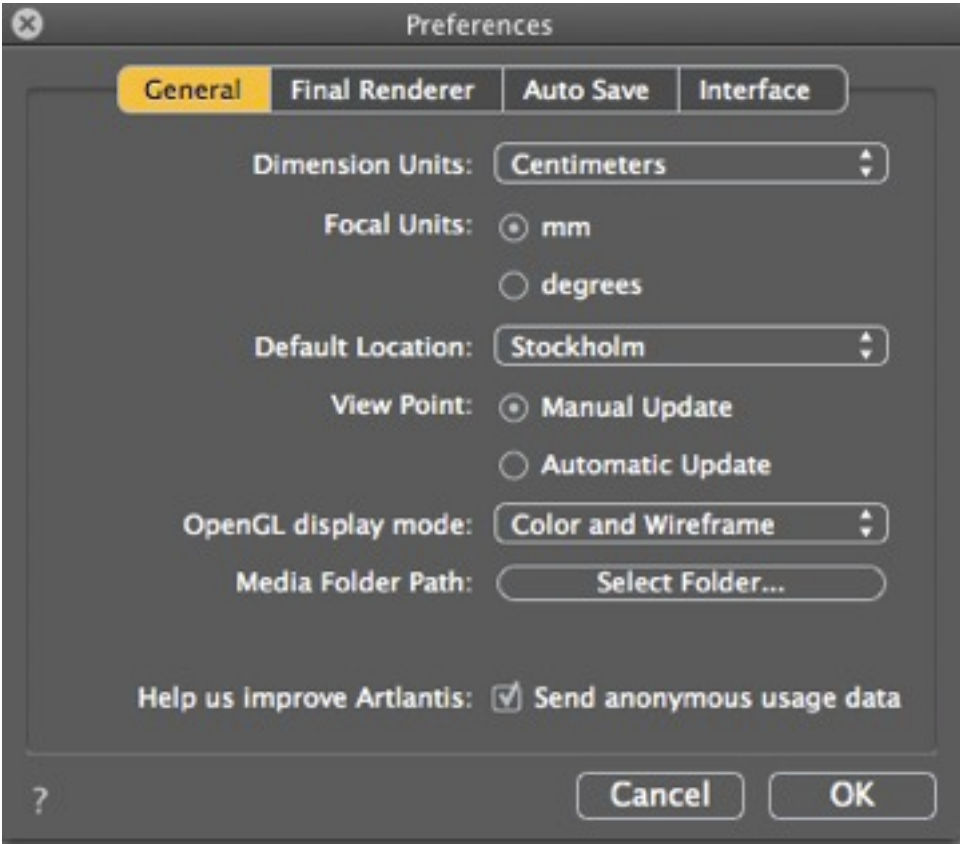 Preferences
General Final Renderer Auto Save Interface
Dimension Units: Centimeters
Focal Units: mm
degrees
Default Location: Stockholm
View Point: Manual Update
Automatic Update
OpenGL display mode: Color and Wireframe
Media Folder Path: Select Folder...
Help us improve Artlantis: Send anonymous usage data
? Cancel OK